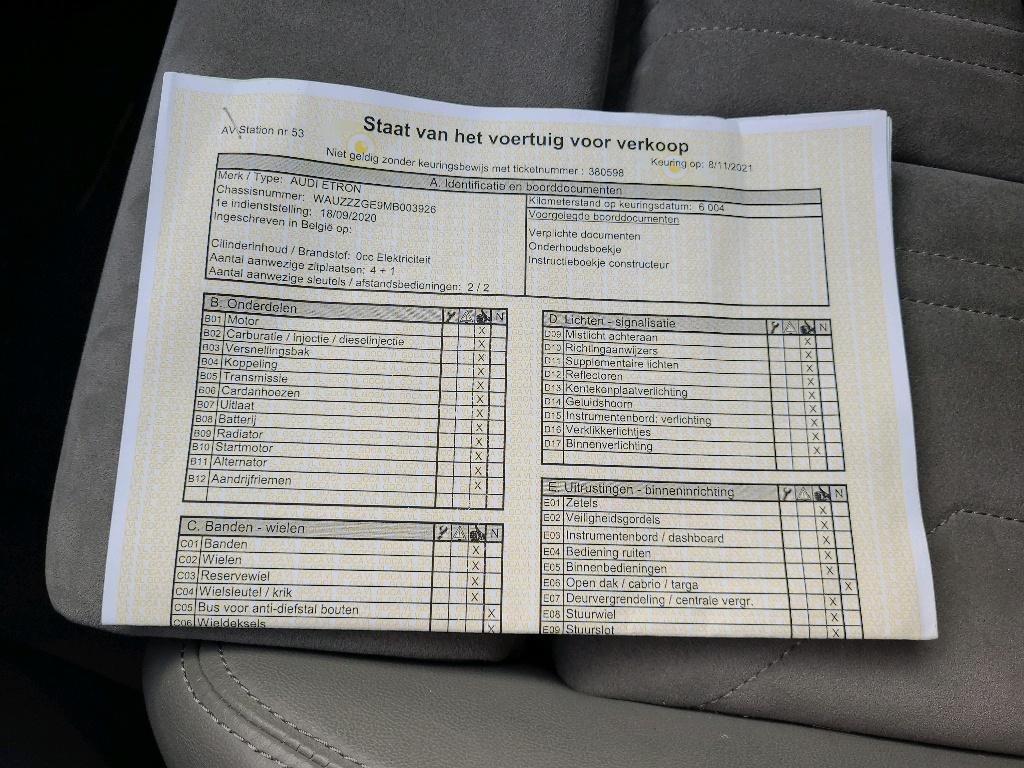 AV Station nr 53
Staat van het voertuig voor verkoop
Keuring op: 8/11/2021
Niet geldig zonder keuringsbewijs met ticketnummer : 380598
A. Identificatie en boorddocumenten
Merk / Type: AUDI ETRON
Chassisnummer: WAUZZZGE9MB003926
1e indienststelling: 18/09/2020
Ingeschreven in België op:
Cilinderinhoud / Brandstof: 0cc Elektriciteit
Aantal aanwezige zitplaatsen: 4 + 1
Aantal aanwezige sleutels / afstandsbedieningen: 2 / 2
Kilometerstand op keuringsdatum: 6 004
Voorgelegde boorddocumenten
Verplichte documenten
Onderhoudsboekje
Instructieboekje constructeur
B. Onderdelen N
B01 Motor X
B02 Carburatie / Injectie / dieselinjectie X
B03 Versnellingsbak X
B04 Koppeling X
B05 Transmissie X
B06 Cardanhoezen X
B07 Uitlaat X
B08 Batterij X
B09 Radiator X
B10 Startmotor X
B11 Alternator X
B12 Aandrijfriemen X
C. Banden - wielen N
C01 Banden X
C02 Wielen X
C03 Reservewiel X
C04 Wielsleutel / krik X
C05 Bus voor anti-diefstal bouten X
C06 Wieldeksels X
D. Lichten - signalisatie N
D09 Mistlicht achteraan X
D10 Richtingaanwijzers X
D11 Supplementaire lichten X
D12 Reflectoren X
D13 Kentekenplaatverlichting X
D14 Geluidshoorn X
D15 Instrumentenbord: verlichting X
D16 Verklikkerlichtjes X
D17 Binnenverlichting X
E. Uitrustingen - binneninrichting N
E01 Zetels X
E02 Veiligheidsgordels X
E03 Instrumentenbord / dashboard X
E04 Bediening ruiten X
E05 Binnenbedieningen X
E06 Open dak / cabrio / targa X
E07 Deurvergrendeling / centrale vergr. X
E08 Stuurwiel X
E09 Stuurslot X